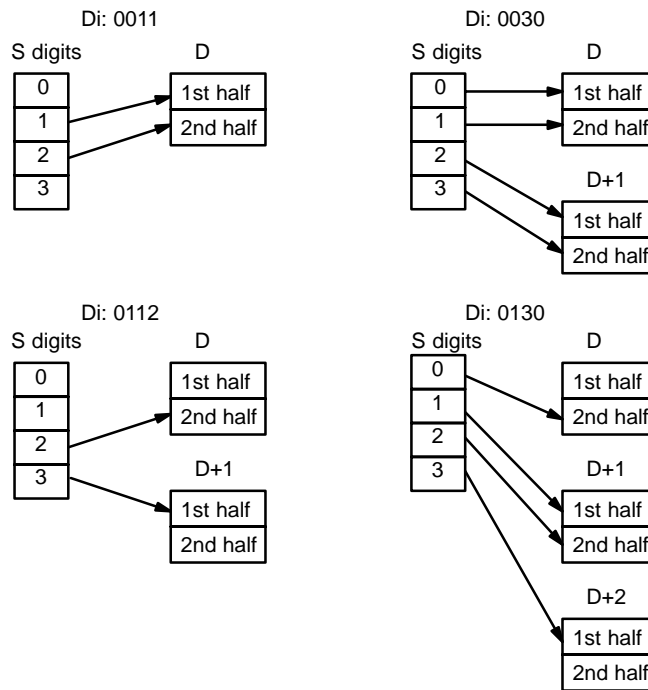 Di: 0011
S digits D
0
1
2
3
1st half
2nd half
Di: 0030
S digits D
0
1
2
3
1st half
2nd half
D+1
1st half
2nd half
Di: 0112
S digits D
0
1
2
3
1st half
2nd half
D+1
1st half
2nd half
Di: 0130
S digits D
0
1
2
3
1st half
2nd half
D+1
1st half
2nd half
D+2
1st half
2nd half